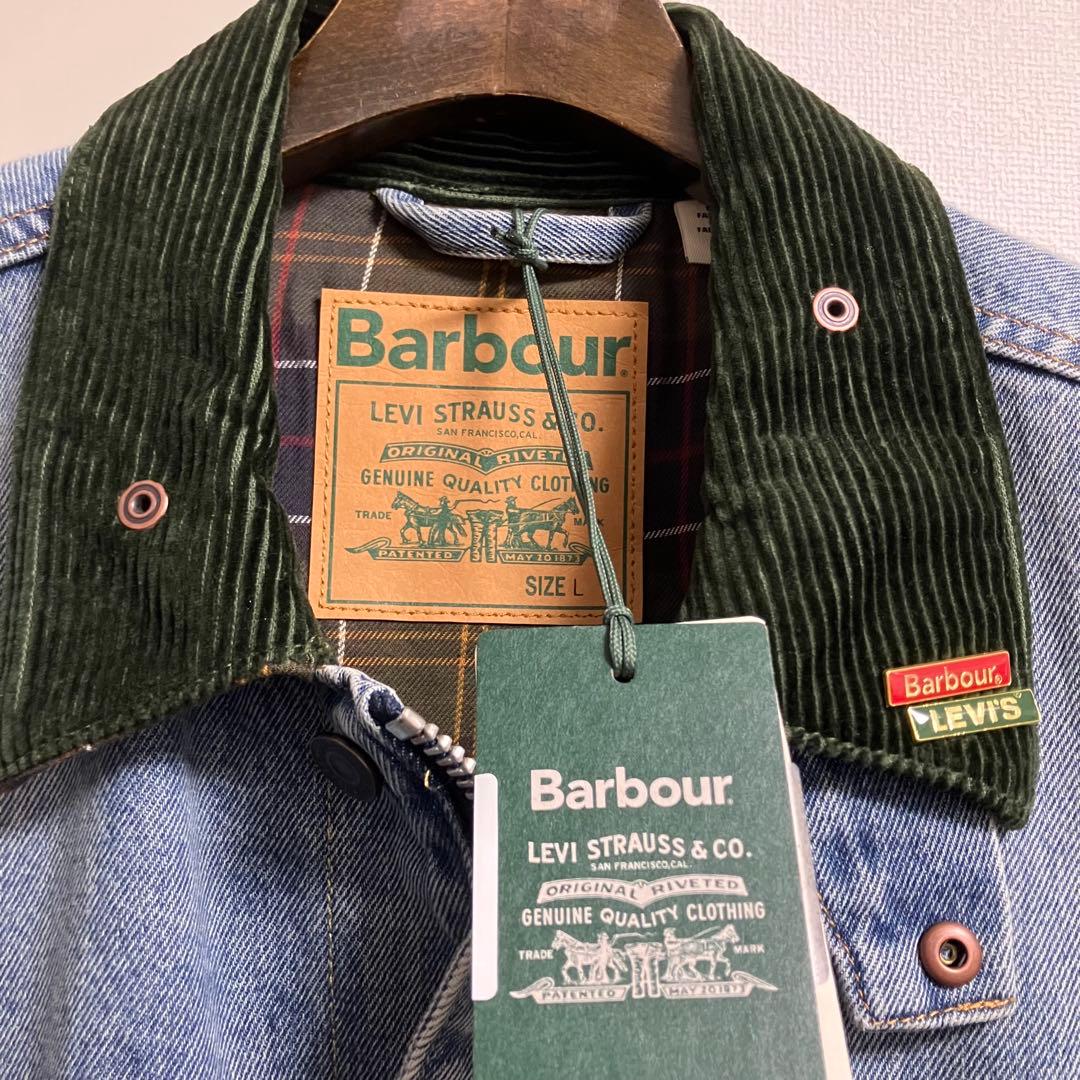 Barbour®
LEVI STRAUSS & CO.
SAN FRANCISCO, CAL.
ORIGINAL RIVETED
GENUINE QUALITY CLOTHING
TRADE MARK
PATENTED MAY 20 1873
SIZE L
Barbour®
LEVI'S
Barbour®
LEVI STRAUSS & CO.
SAN FRANCISCO, CAL.
ORIGINAL RIVETED
GENUINE QUALITY CLOTHING
TRADE MARK
PATENTED MAY 20 1873